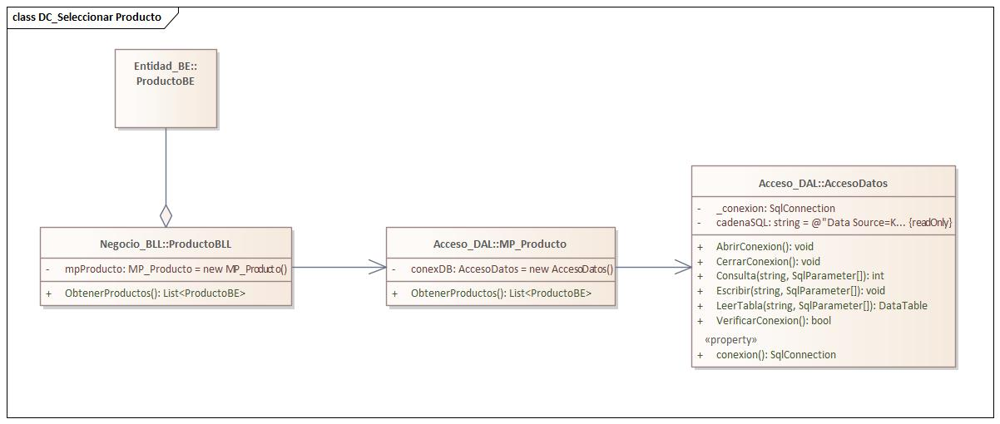 class DC_Seleccionar Producto
Entidad_BE::
ProductoBE
Negocio_BLL::ProductoBLL
- mpProducto: MP_Producto = new MP_Producto()
+ ObtenerProductos(): List<ProductoBE>
Acceso_DAL::MP_Producto
- conexDB: AccesoDatos = new AccesoDatos()
+ ObtenerProductos(): List<ProductoBE>
Acceso_DAL::AccesoDatos
- _conexion: SqlConnection
- cadenaSQL: string = @"Data Source=K... {readOnly}
+ AbrirConexion(): void
+ CerrarConexion(): void
+ Consulta(string, SqlParameter[]): int
+ Escribir(string, SqlParameter[]): void
+ LeerTabla(string, SqlParameter[]): DataTable
+ VerificarConexion(): bool
«property»
+ conexion(): SqlConnection